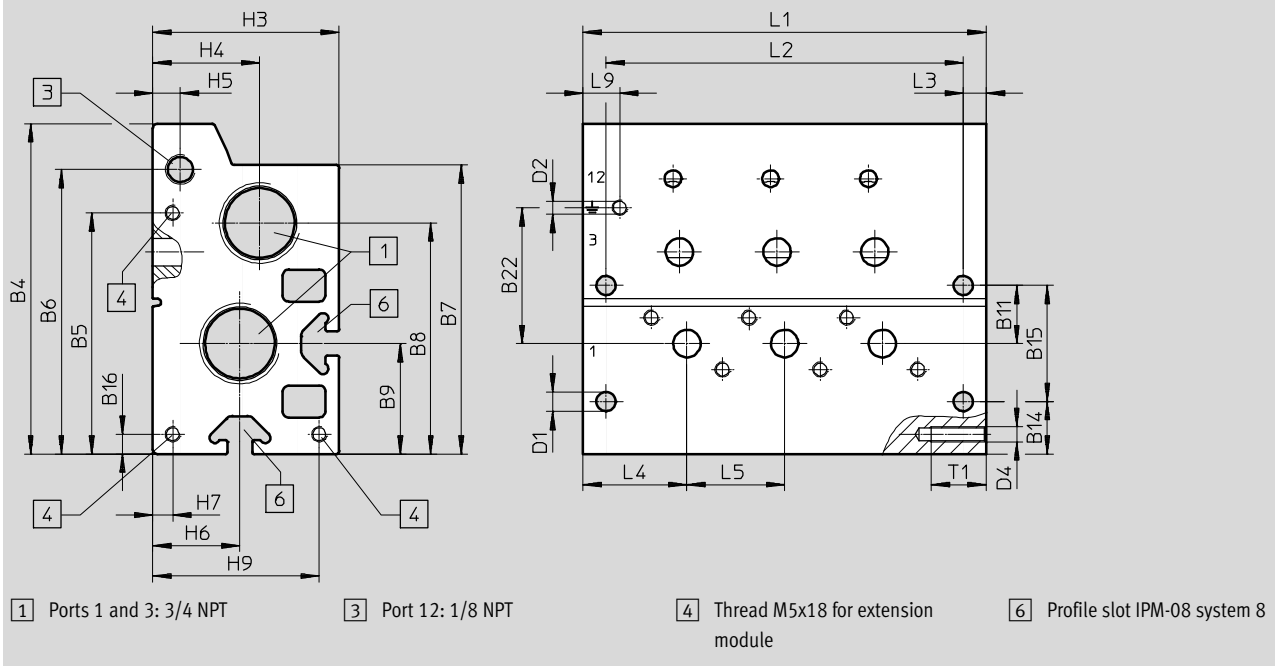 H3
L1
H4
L2
H5
L9
L3
3
D2
12
3
1
4
6
B4
B6
B5
B8
B7
B22
B11
B15
1
B16
B9
D1
B14
L4
L5
T1
D4
H7
4
6
4
H6
H9
1 Ports 1 and 3: 3/4 NPT
3 Port 12: 1/8 NPT
4 Thread M5x18 for extension
module
6 Profile slot IPM-08 system 8